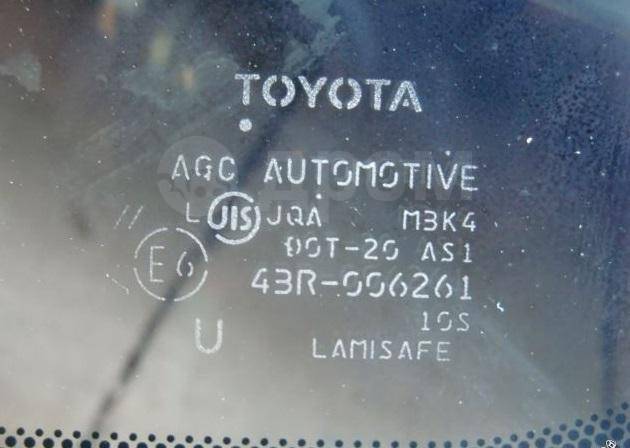 TOYOTA
AGC AUTOMOTIVE
L JIS JQA M3K4
DOT-20 AS1
E6 43R-006261
10S
U LAMISAFE